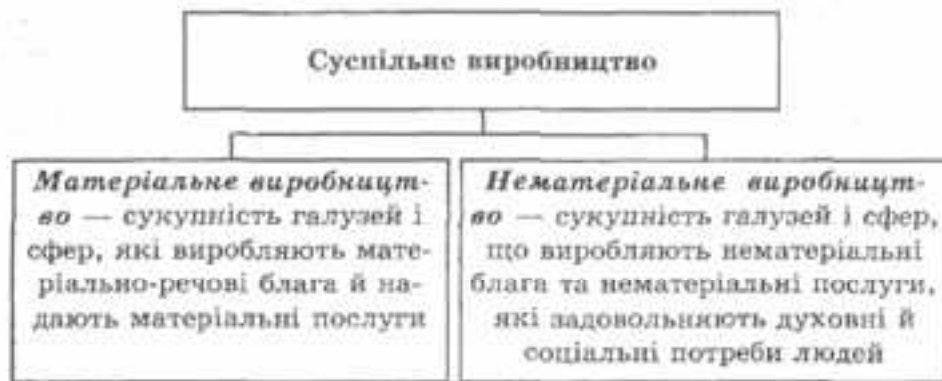 Суспільне виробництво
Матеріальне виробницт-
во — сукупність галузей і
сфер, які виробляють мате-
ріально-речові блага й на-
дають матеріальні послуги
Нематеріальне виробницт-
во — сукупність галузей і сфер,
що виробляють нематеріальні
блага та нематеріальні послуги,
які задовольняють духовні й
соціальні потреби людей